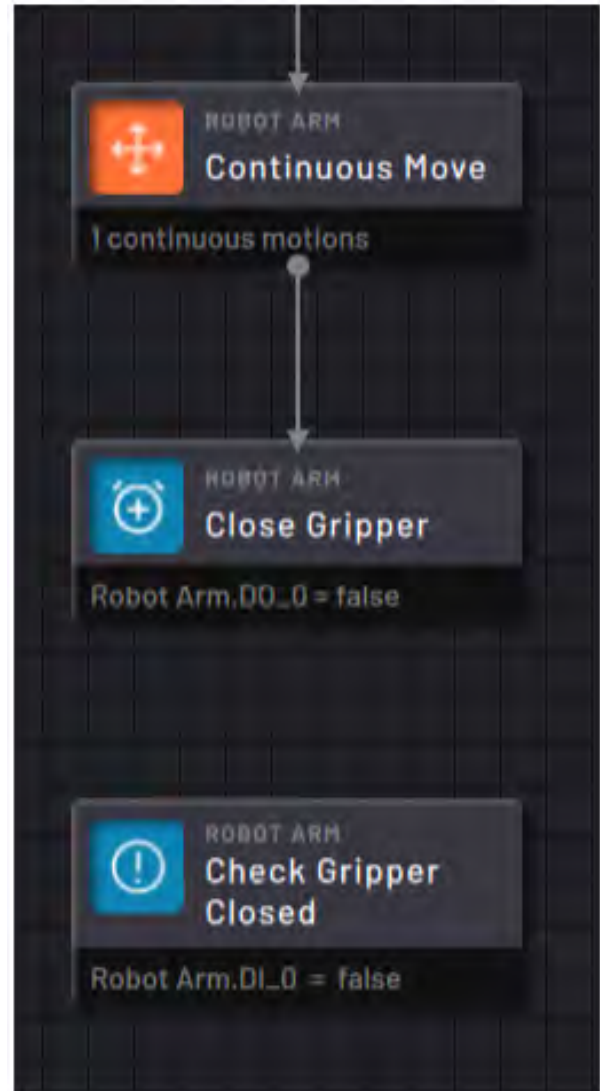 ROBOT ARM
Continuous Move
1 continuous motions
ROBOT ARM
Close Gripper
Robot Arm.DO_0 = false
ROBOT ARM
Check Gripper
Closed
Robot Arm.DI_0 = false